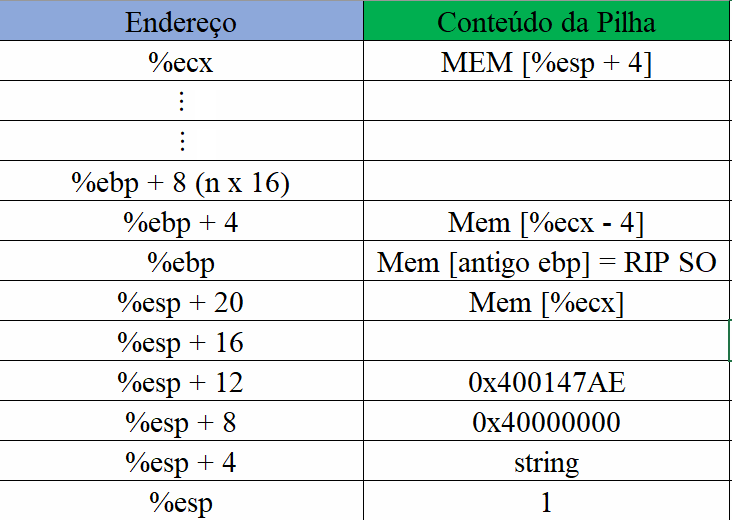 Endereço Conteúdo da Pilha
%ecx MEM [%esp + 4]
⋮
⋮
%ebp + 8 (n x 16)
%ebp + 4 Mem [%ecx - 4]
%ebp Mem [antigo ebp] = RIP SO
%esp + 20 Mem [%ecx]
%esp + 16
%esp + 12 0x400147AE
%esp + 8 0x40000000
%esp + 4 string
%esp 1